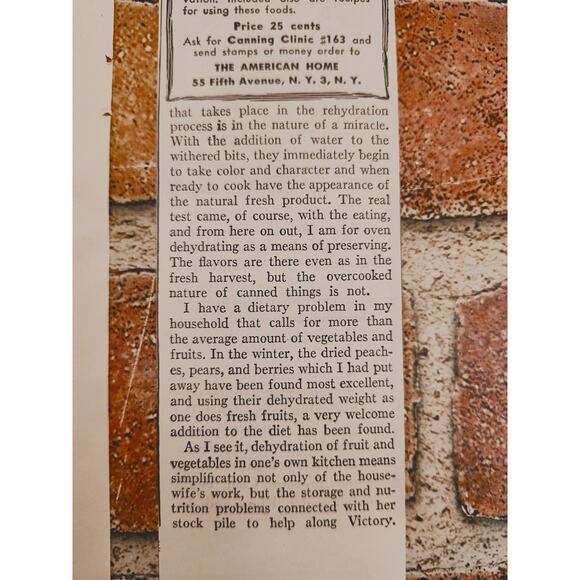 vation. Included also are recipes
for using these foods.
Price 25 cents
Ask for Canning Clinic #163 and
send stamps or money order to
THE AMERICAN HOME
55 Fifth Avenue, N. Y. 3, N. Y.
that takes place in the rehydration
process is in the nature of a miracle.
With the addition of water to the
withered bits, they immediately begin
to take color and character and when
ready to cook have the appearance of
the natural fresh product. The real
test came, of course, with the eating,
and from here on out, I am for oven
dehydrating as a means of preserving.
The flavors are there even as in the
fresh harvest, but the overcooked
nature of canned things is not.
I have a dietary problem in my
household that calls for more than
the average amount of vegetables and
fruits. In the winter, the dried peach-
es, pears, and berries which I had put
away have been found most excellent,
and using their dehydrated weight as
one does fresh fruits, a very welcome
addition to the diet has been found.
As I see it, dehydration of fruit and
vegetables in one's own kitchen means
simplification not only of the house-
wife's work, but the storage and nu-
trition problems connected with her
stock pile to help along Victory.